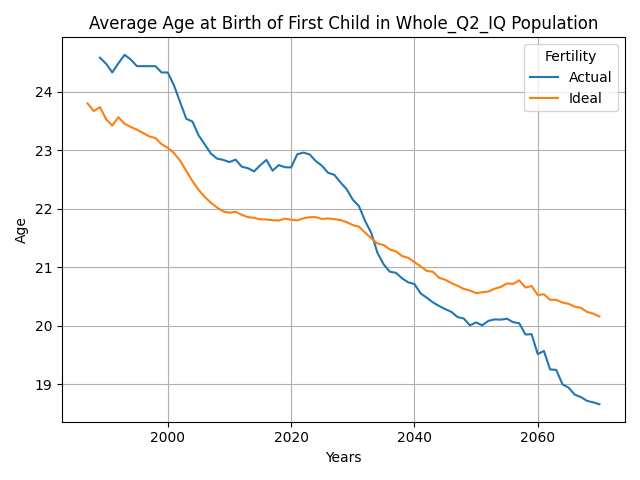 Average Age at Birth of First Child in Whole_Q2_IQ Population
Fertility
Actual
Ideal
Age
24
23
22
21
20
19
2000
2020
2040
2060
Years